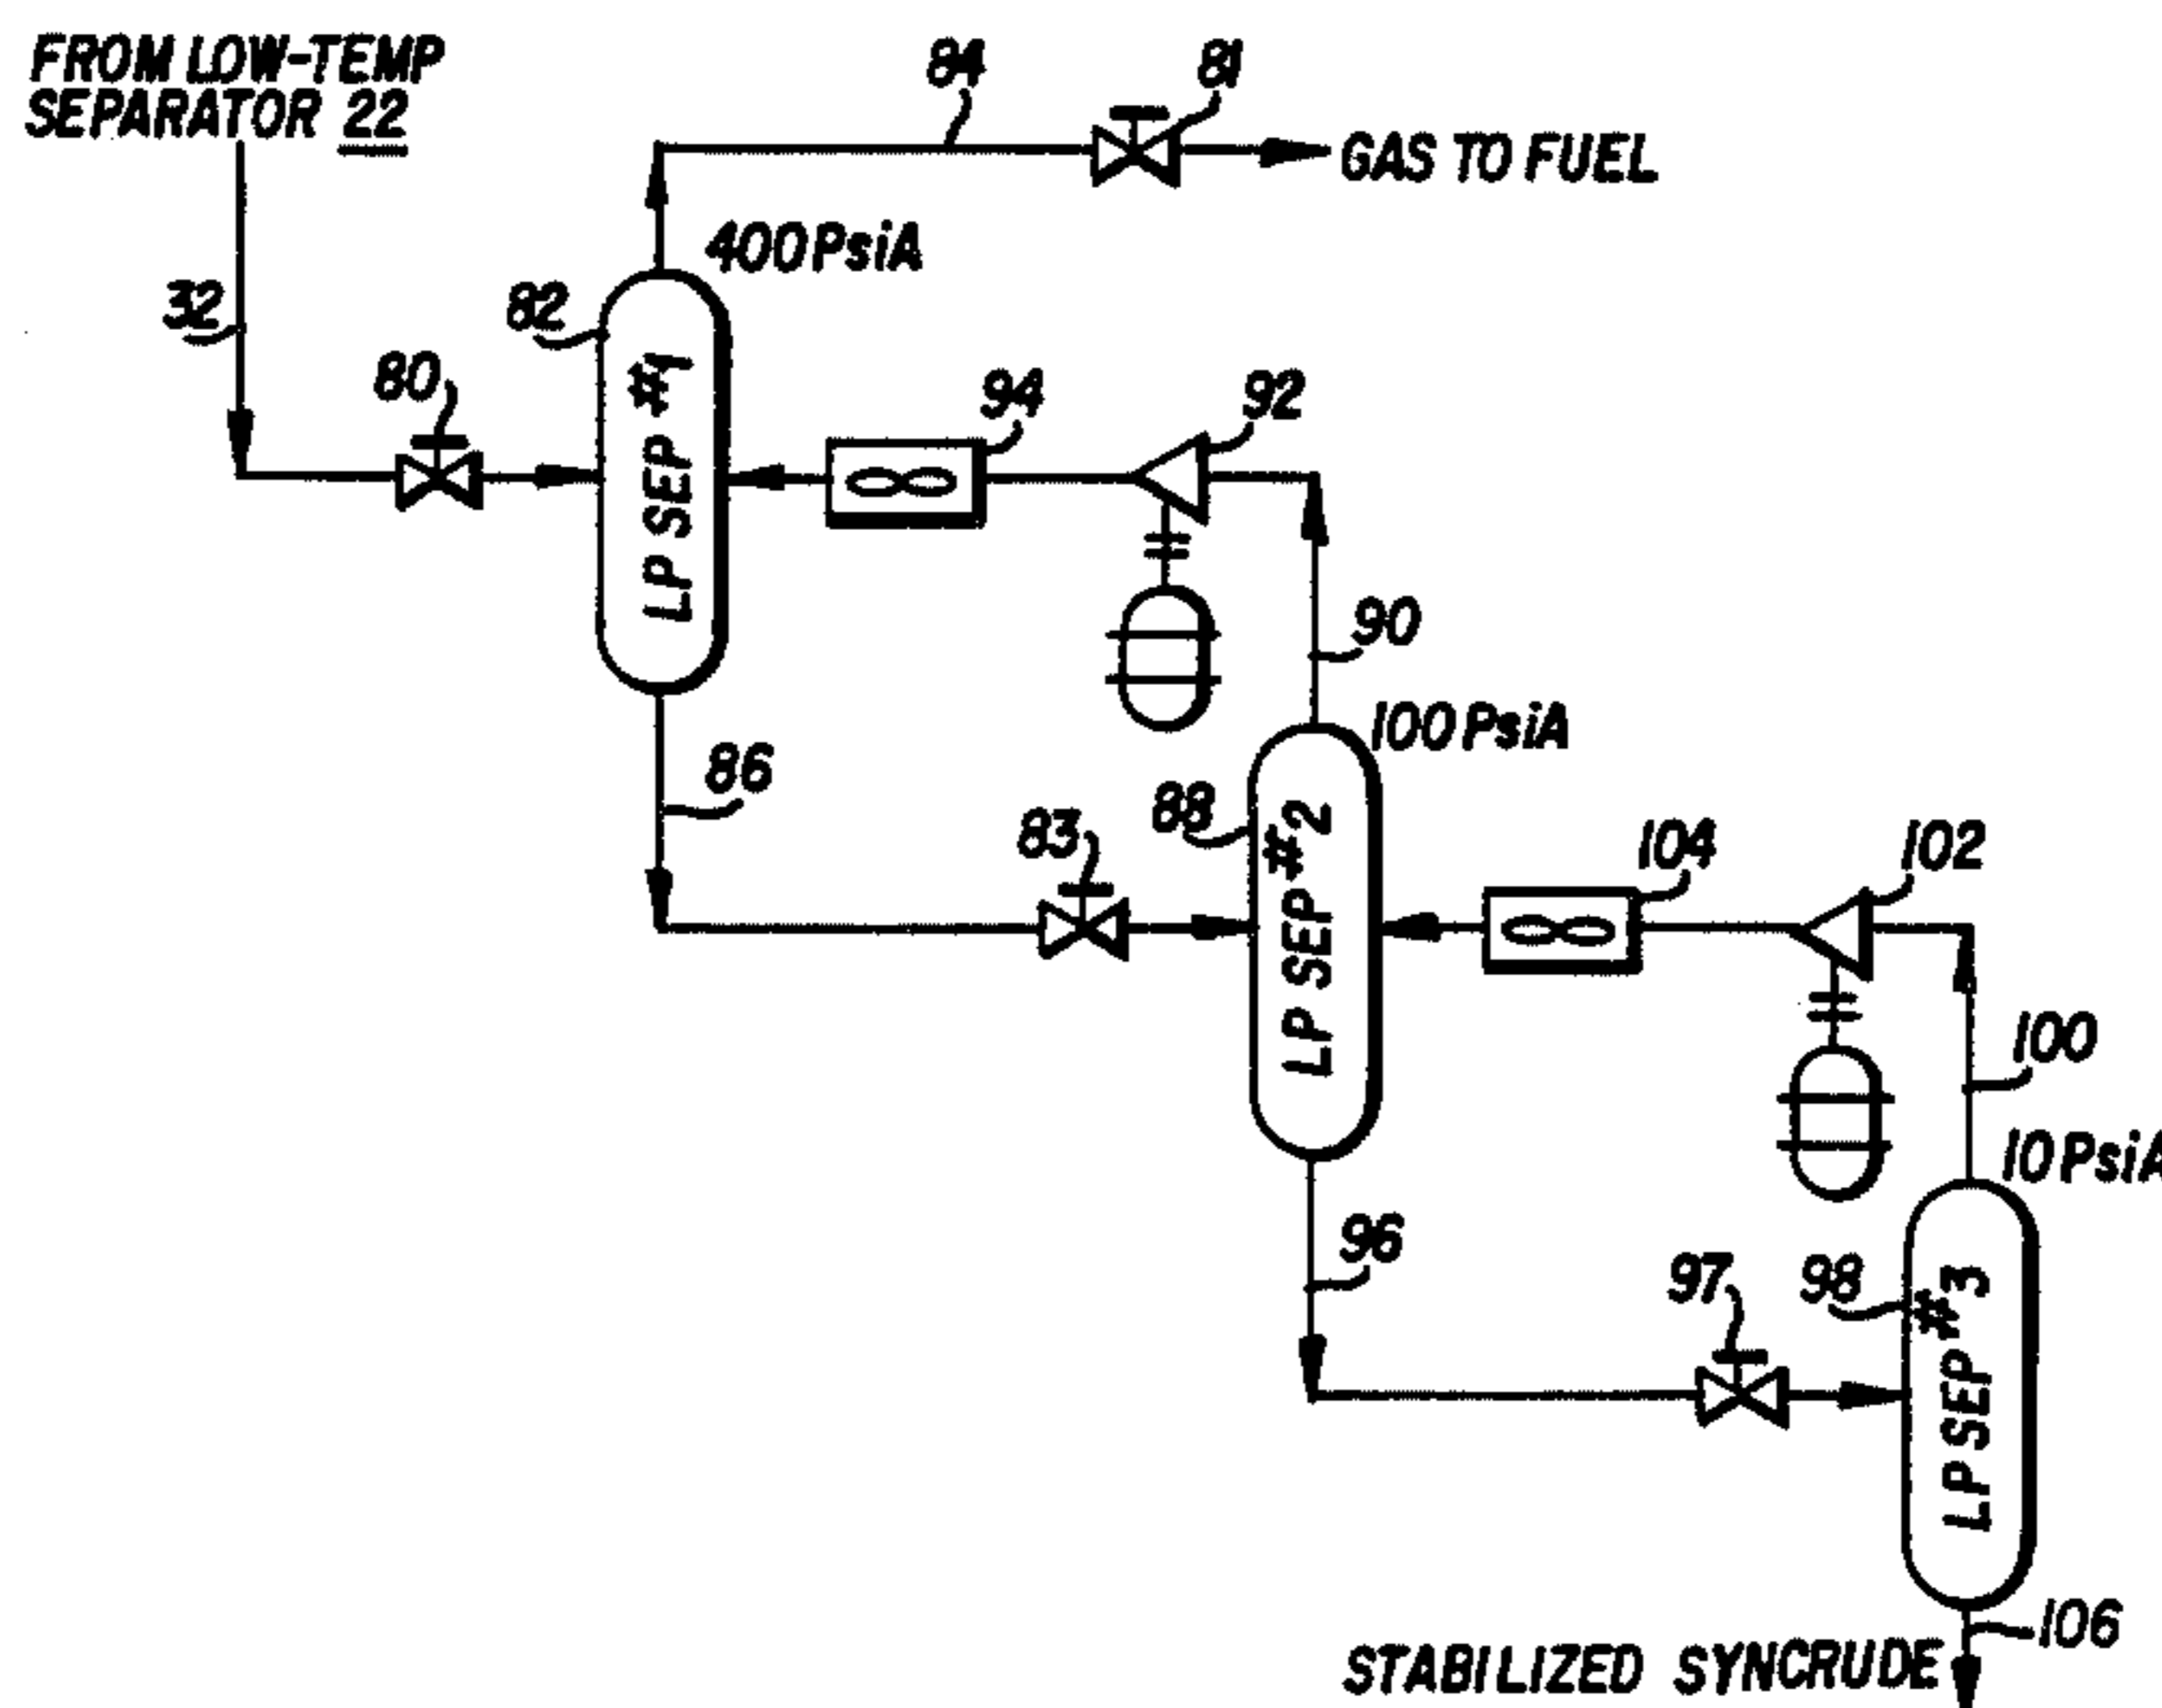 FROM LOW-TEMP
SEPARATOR 22
84
81
GAS TO FUEL
400 PsiA
32
82
80
94
92
LP SEP #1
90
100 PsiA
86
83
88
104
102
LP SEP #2
100
10 PsiA
96
97
98
LP SEP #3
106
STABILIZED SYNCRUDE